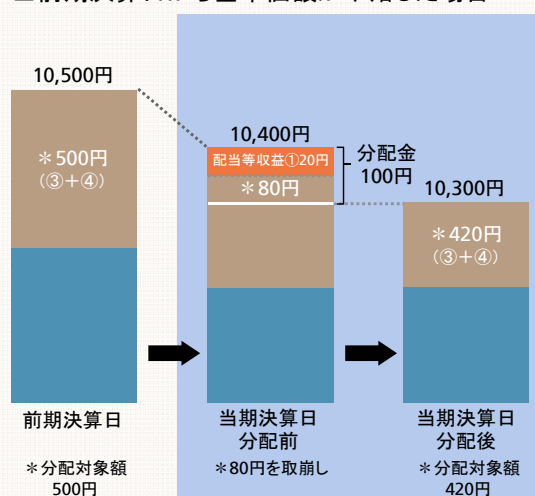 10,500円
＊500円
（③＋④）
10,400円
配当等収益①20円
＊80円
分配金
100円
10,300円
＊420円
（③＋④）
前期決算日
当期決算日
分配前
当期決算日
分配後
＊分配対象額
500円
＊80円を取崩し
＊分配対象額
420円